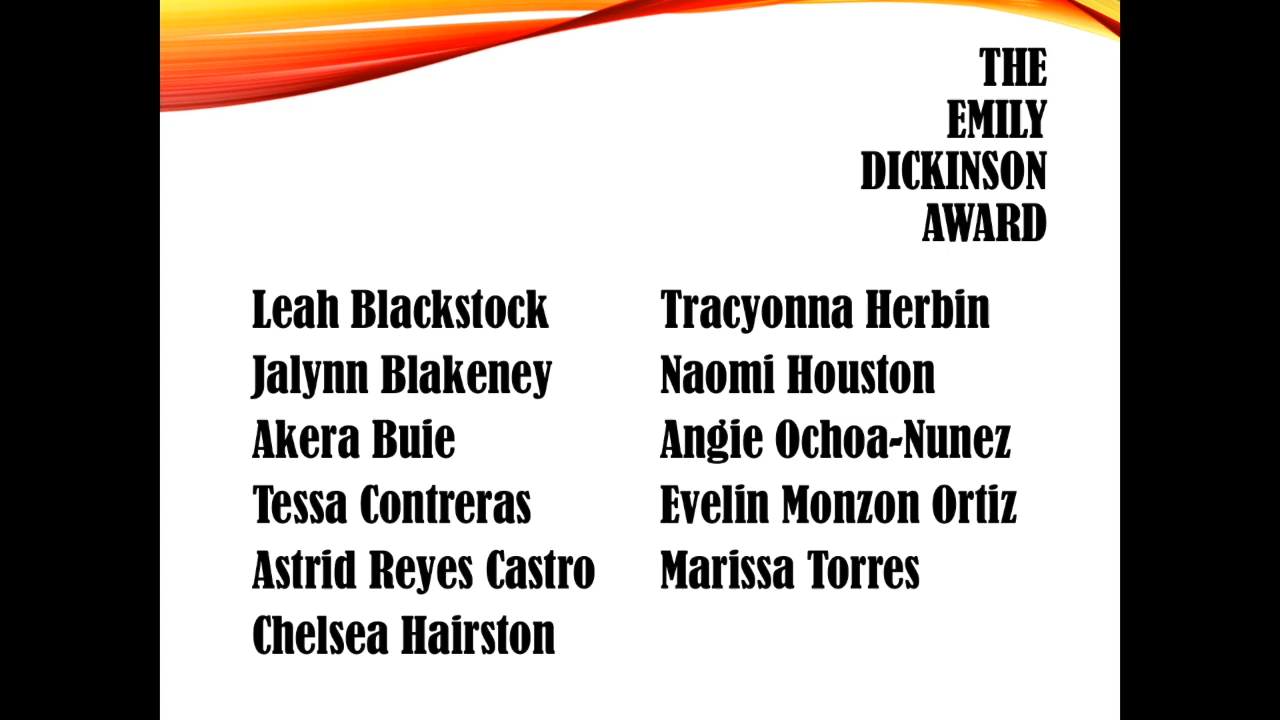 THE
EMILY
DICKINSON
AWARD
Leah Blackstock
Jalynn Blakeney
Akera Buie
Tessa Contreras
Astrid Reyes Castro
Chelsea Hairston
Tracyonna Herbin
Naomi Houston
Angie Ochoa-Nunez
Evelin Monzon Ortiz
Marissa Torres